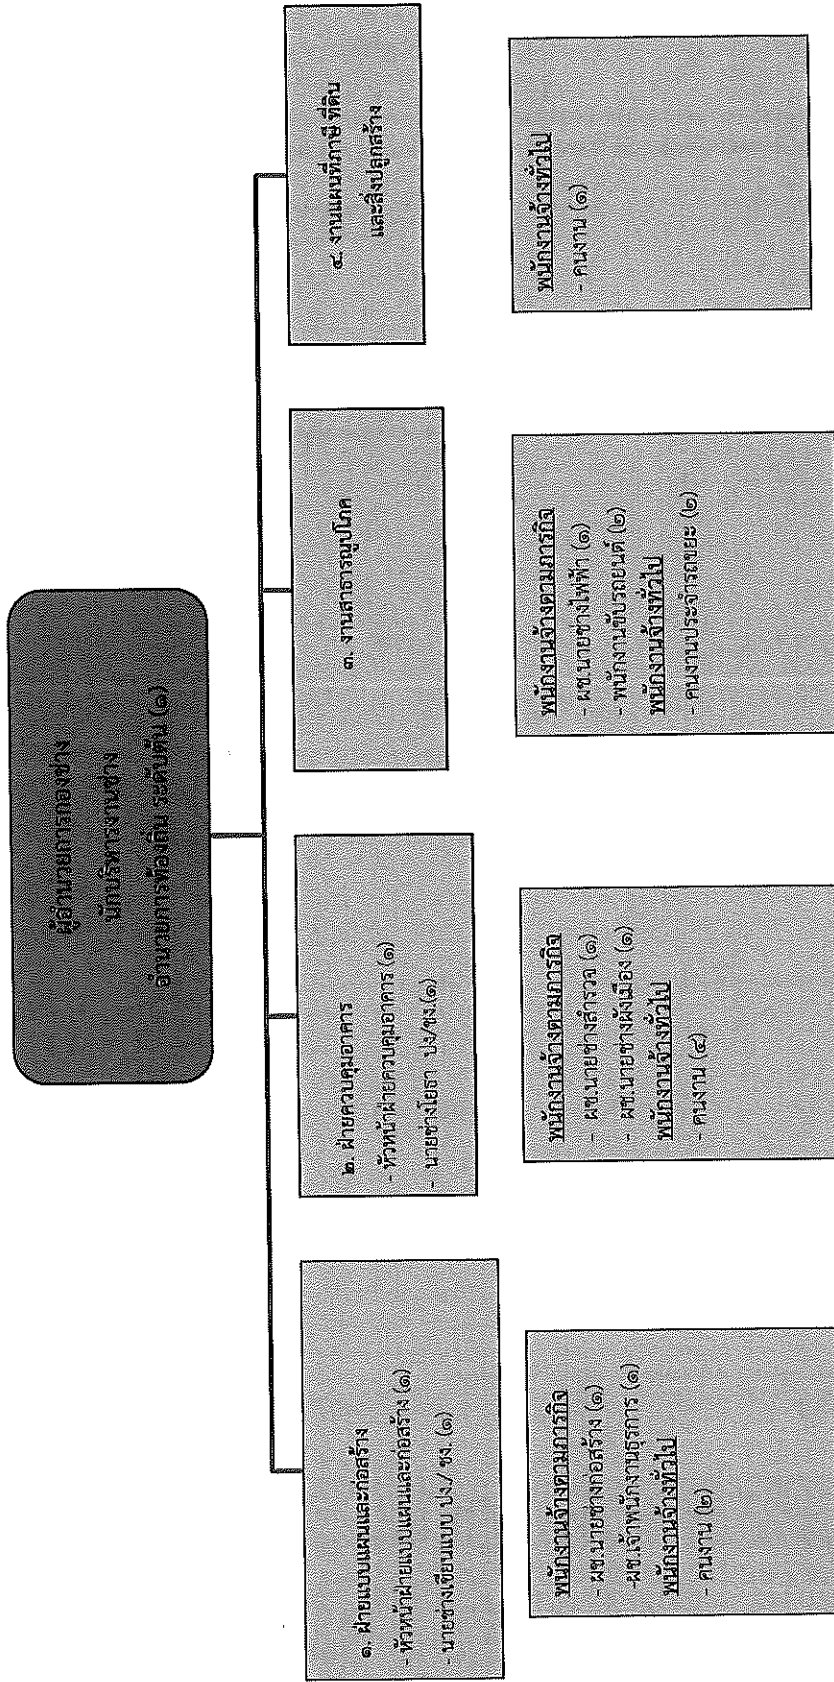 ผู้อำนวยการกองช่าง
นักบริหารงานช่าง
อำนวยการท้องถิ่น ระดับต้น (๑)
๑. ฝ่ายแบบแผนและก่อสร้าง
- หัวหน้าฝ่ายแบบแผนและก่อสร้าง (๑)
- นายช่างเขียนแบบ ปง./ ชง. (๑)
๒. ฝ่ายควบคุมอาคาร
- หัวหน้าฝ่ายควบคุมอาคาร (๑)
- นายช่างโยธา ปง/ชง.(๑)
๓. งานสาธารณูปโภค
๔. งานแผนที่ภาษี ที่ดิน
และสิ่งปลูกสร้าง
พนักงานจ้างตามภารกิจ
- ผช.นายช่างก่อสร้าง (๑)
-ผช.เจ้าพนักงานธุรการ (๑)
พนักงานจ้างทั่วไป
- คนงาน (๒)
พนักงานจ้างตามภารกิจ
- ผช.นายช่างสำรวจ (๑)
- ผช.นายช่างผังเมือง (๑)
พนักงานจ้างทั่วไป
- คนงาน (๔)
พนักงานจ้างตามภารกิจ
- ผช.นายช่างไฟฟ้า (๑)
- พนักงานขับรถยนต์ (๒)
พนักงานจ้างทั่วไป
- คนงานประจำรถขยะ (๒)
พนักงานจ้างทั่วไป
- คนงาน (๑)